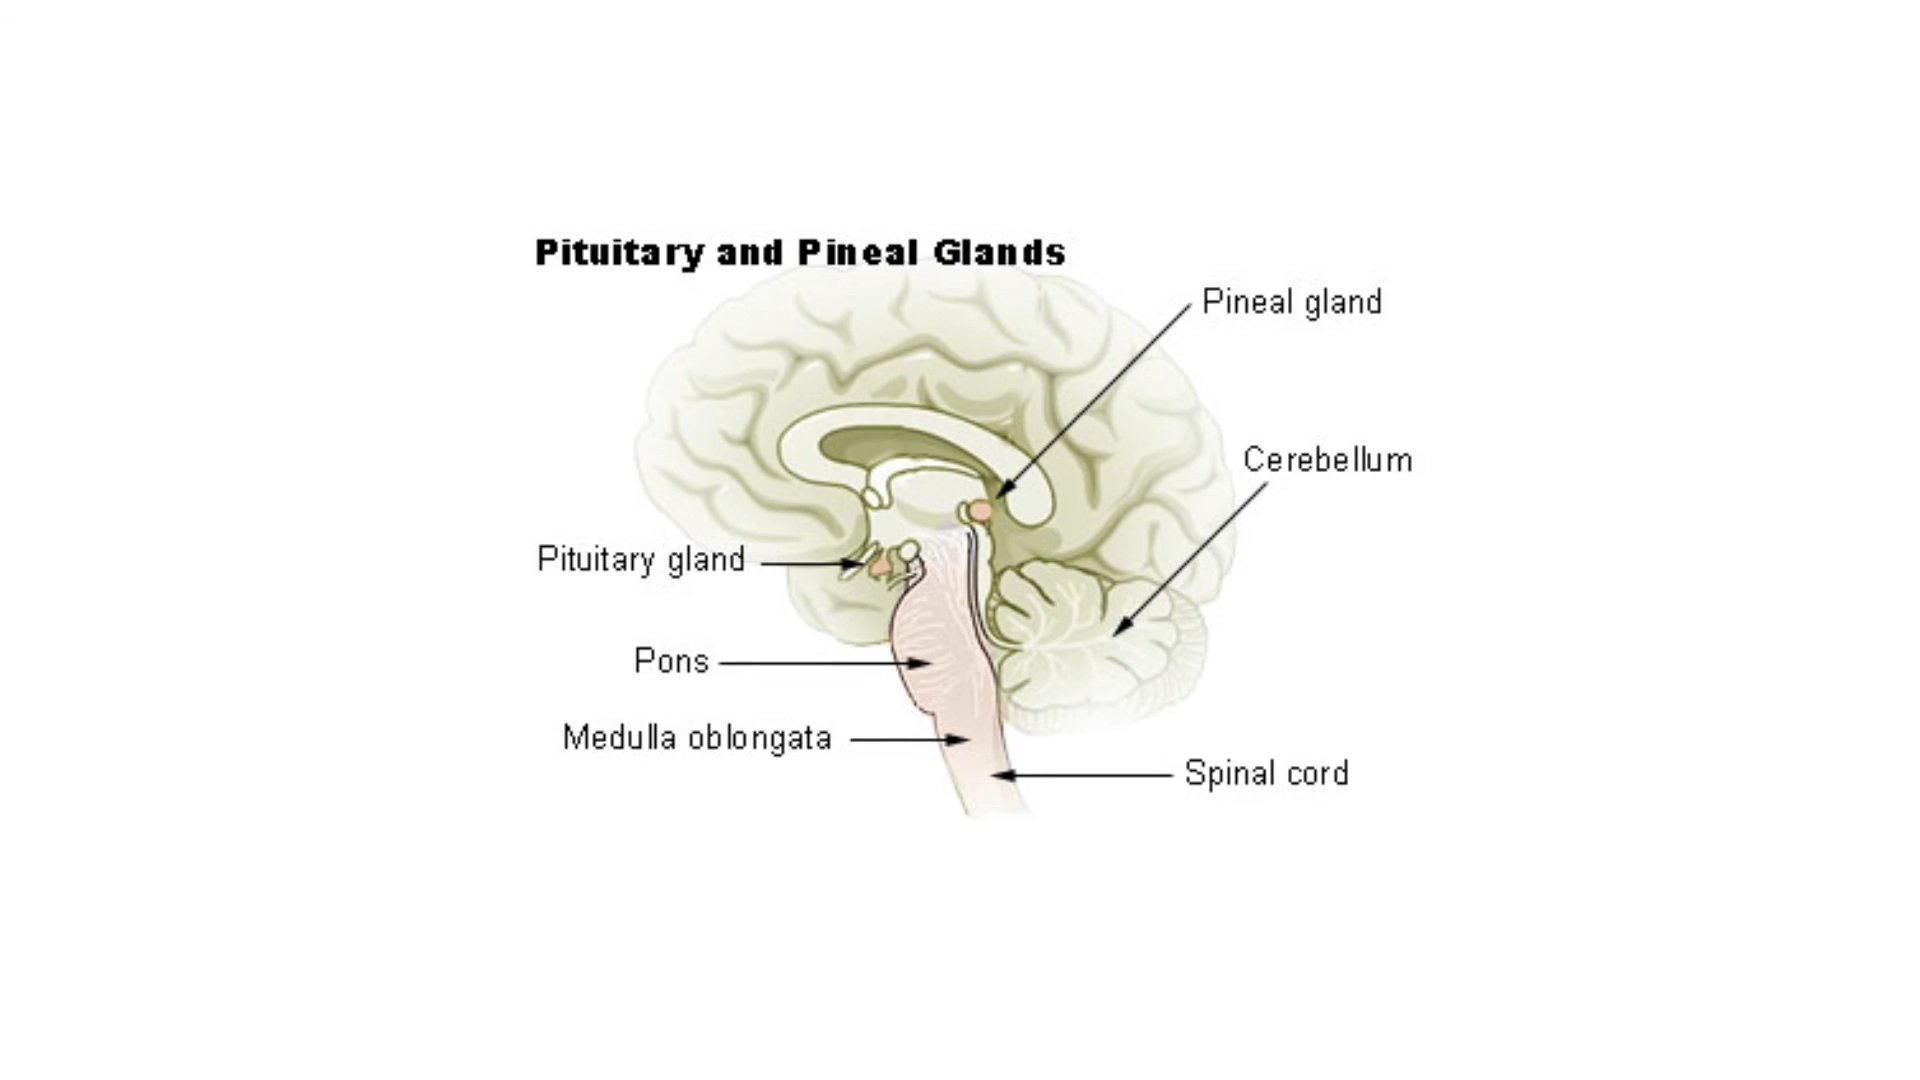 Pituitary and Pineal Glands
Pineal gland
Cerebellum
Pituitary gland
Pons
Medulla oblongata
Spinal cord